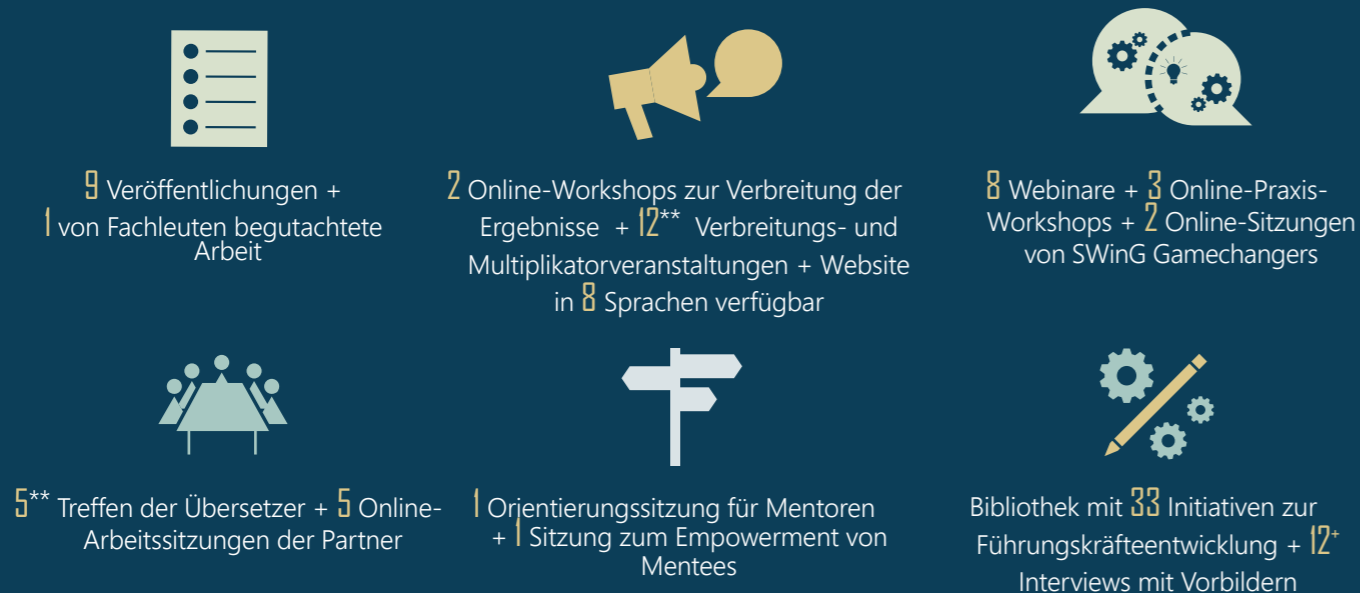 9 Veröffentlichungen +
1 von Fachleuten begutachtete
Arbeit
2 Online-Workshops zur Verbreitung der
Ergebnisse + 12** Verbreitungs- und
Multiplikatorveranstaltungen + Website
in 8 Sprachen verfügbar
8 Webinare + 3 Online-Praxis-
Workshops + 2 Online-Sitzungen
von SWinG Gamechangers
5** Treffen der Übersetzer + 5 Online-
Arbeitssitzungen der Partner
1 Orientierungssitzung für Mentoren
+ 1 Sitzung zum Empowerment von
Mentees
Bibliothek mit 33 Initiativen zur
Führungskräfteentwicklung + 12+
Interviews mit Vorbildern